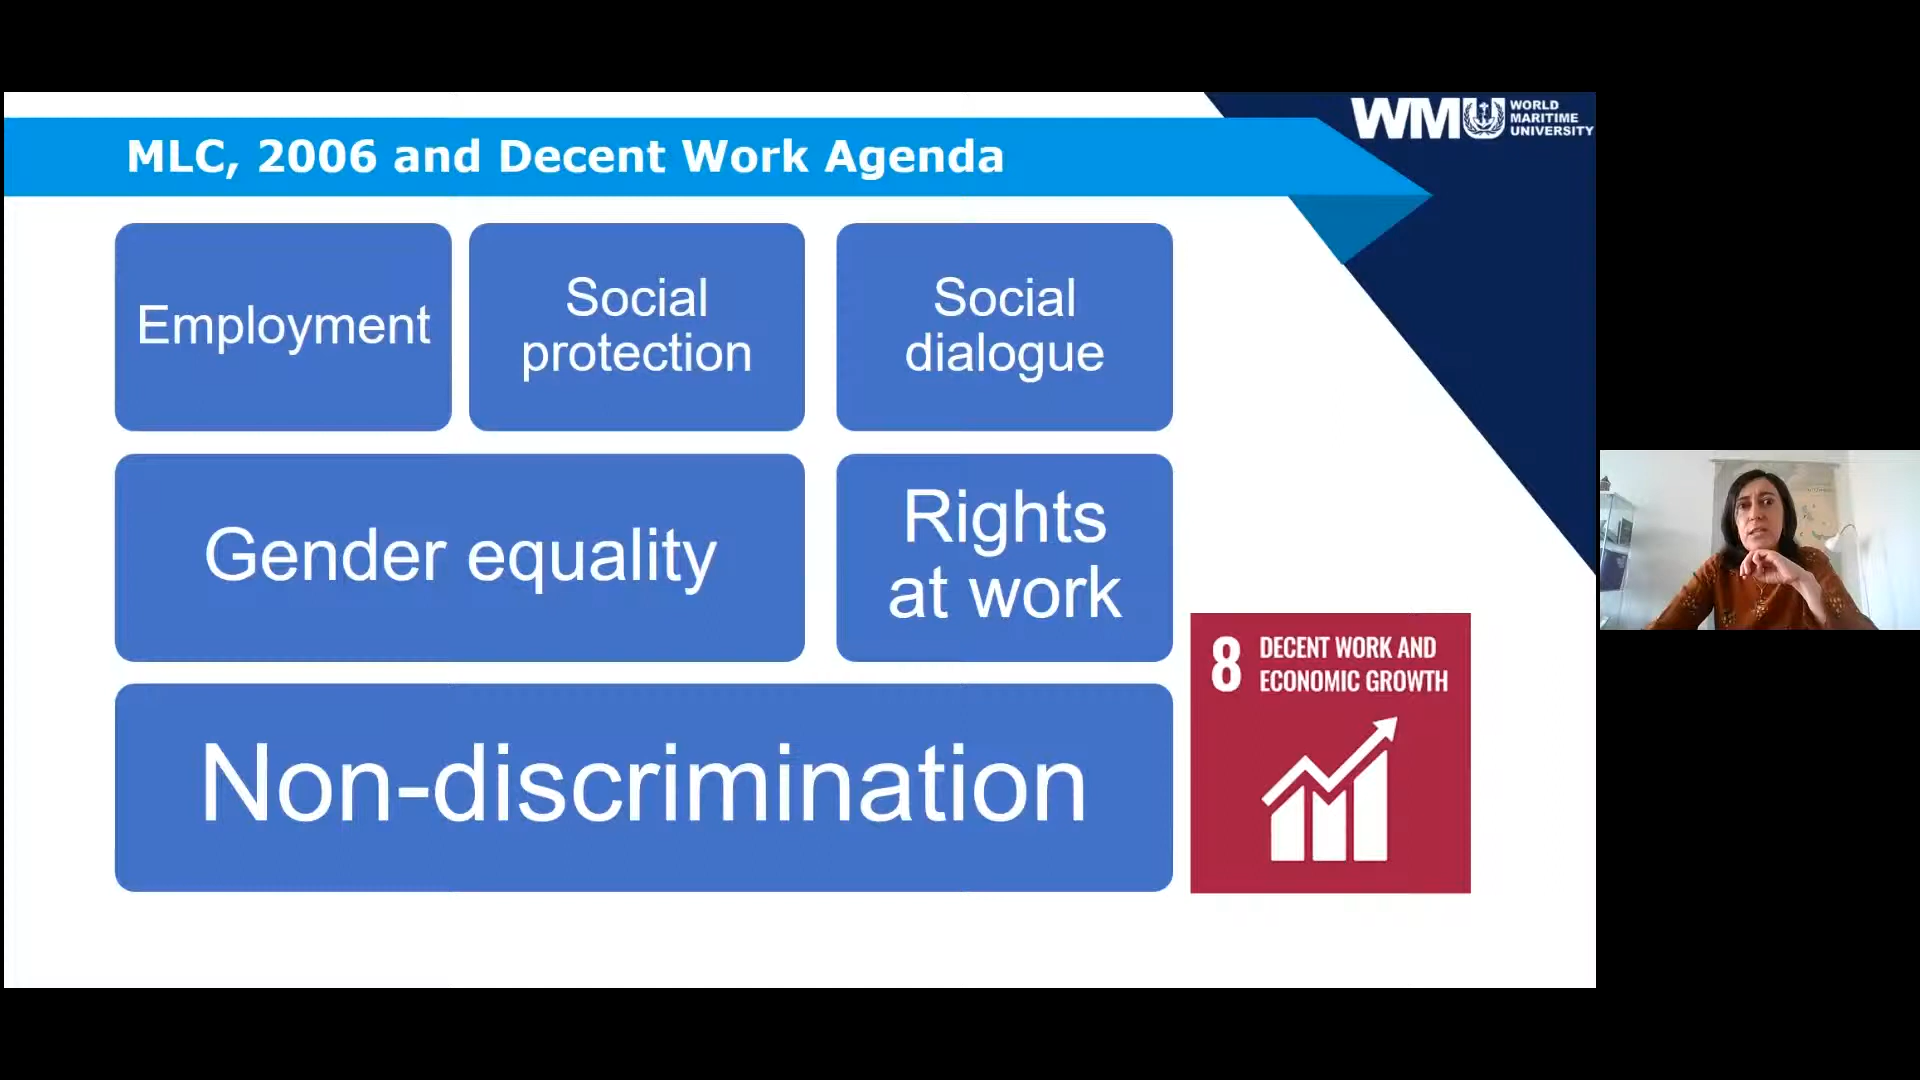 MLC, 2006 and Decent Work Agenda
WMU
WORLD
MARITIME
UNIVERSITY
Employment
Social
protection
Social
dialogue
Gender equality
Rights
at work
Non-discrimination
8
DECENT WORK AND
ECONOMIC GROWTH